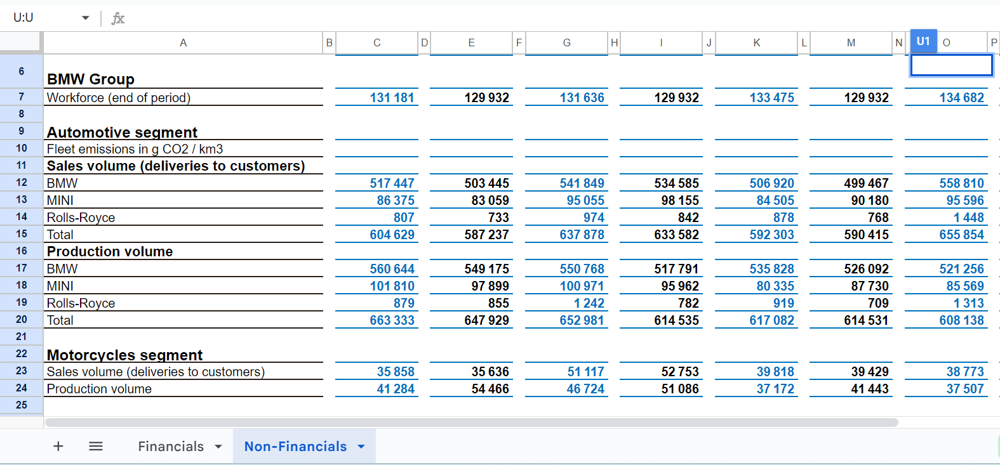 U:U fx
A B C D E F G H I J K L M N U1 O P
6 BMW Group
7 Workforce (end of period) 131 181 129 932 131 636 129 932 133 475 129 932 134 682
8
9 Automotive segment
10 Fleet emissions in g CO2 / km3
11 Sales volume (deliveries to customers)
12 BMW 517 447 503 445 541 849 534 585 506 920 499 467 558 810
13 MINI 86 375 83 059 95 055 98 155 84 505 90 180 95 596
14 Rolls-Royce 807 733 974 842 878 768 1 448
15 Total 604 629 587 237 637 878 633 582 592 303 590 415 655 854
16 Production volume
17 BMW 560 644 549 175 550 768 517 791 535 828 526 092 521 256
18 MINI 101 810 97 899 100 971 95 962 80 335 87 730 85 569
19 Rolls-Royce 879 855 1 242 782 919 709 1 313
20 Total 663 333 647 929 652 981 614 535 617 082 614 531 608 138
21
22 Motorcycles segment
23 Sales volume (deliveries to customers) 35 858 35 636 51 117 52 753 39 818 39 429 38 773
24 Production volume 41 284 54 466 46 724 51 086 37 172 41 443 37 507
25
Financials Non-Financials